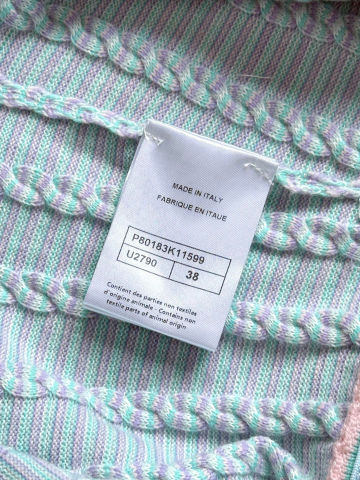 MADE IN ITALY
FABRIQUE EN ITALIE
P80183K11599
U2790 38
Contient des parties non textiles
d'origine animale - Contains non
textile parts of animal origin